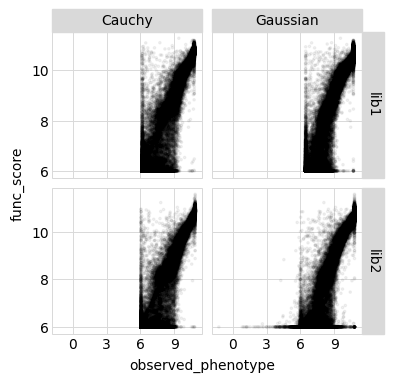 Cauchy Gaussian
func_score
10
8
6
lib1
10
8
6
lib2
0 3 6 9 0 3 6 9
observed_phenotype